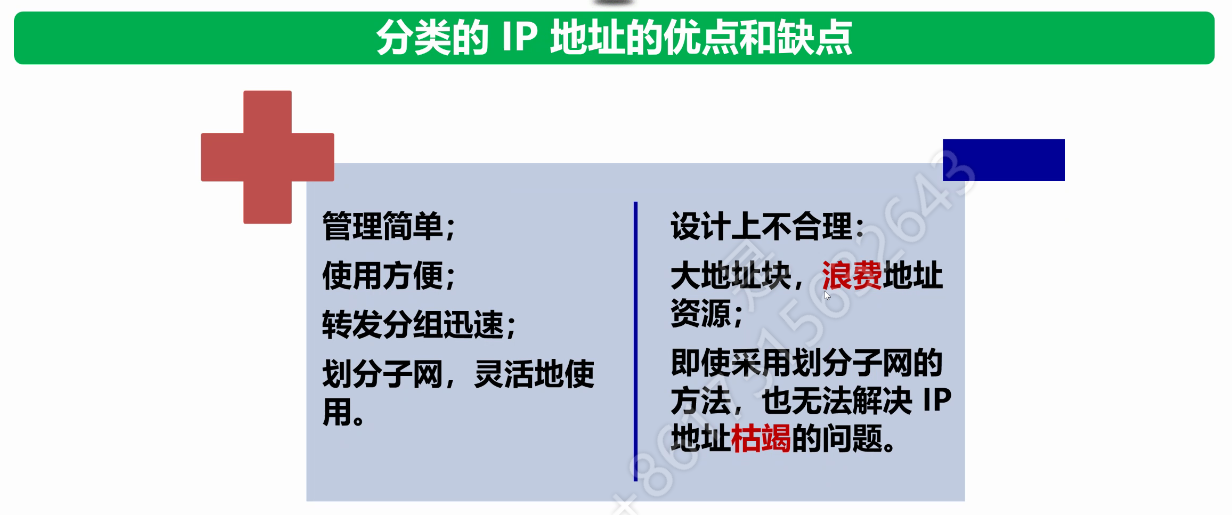 分类的 IP 地址的优点和缺点
管理简单；
使用方便；
转发分组迅速；
划分子网，灵活地使
用。
设计上不合理：
大地址块，浪费地址
资源；
即使采用划分子网的
方法，也无法解决 IP
地址枯竭的问题。